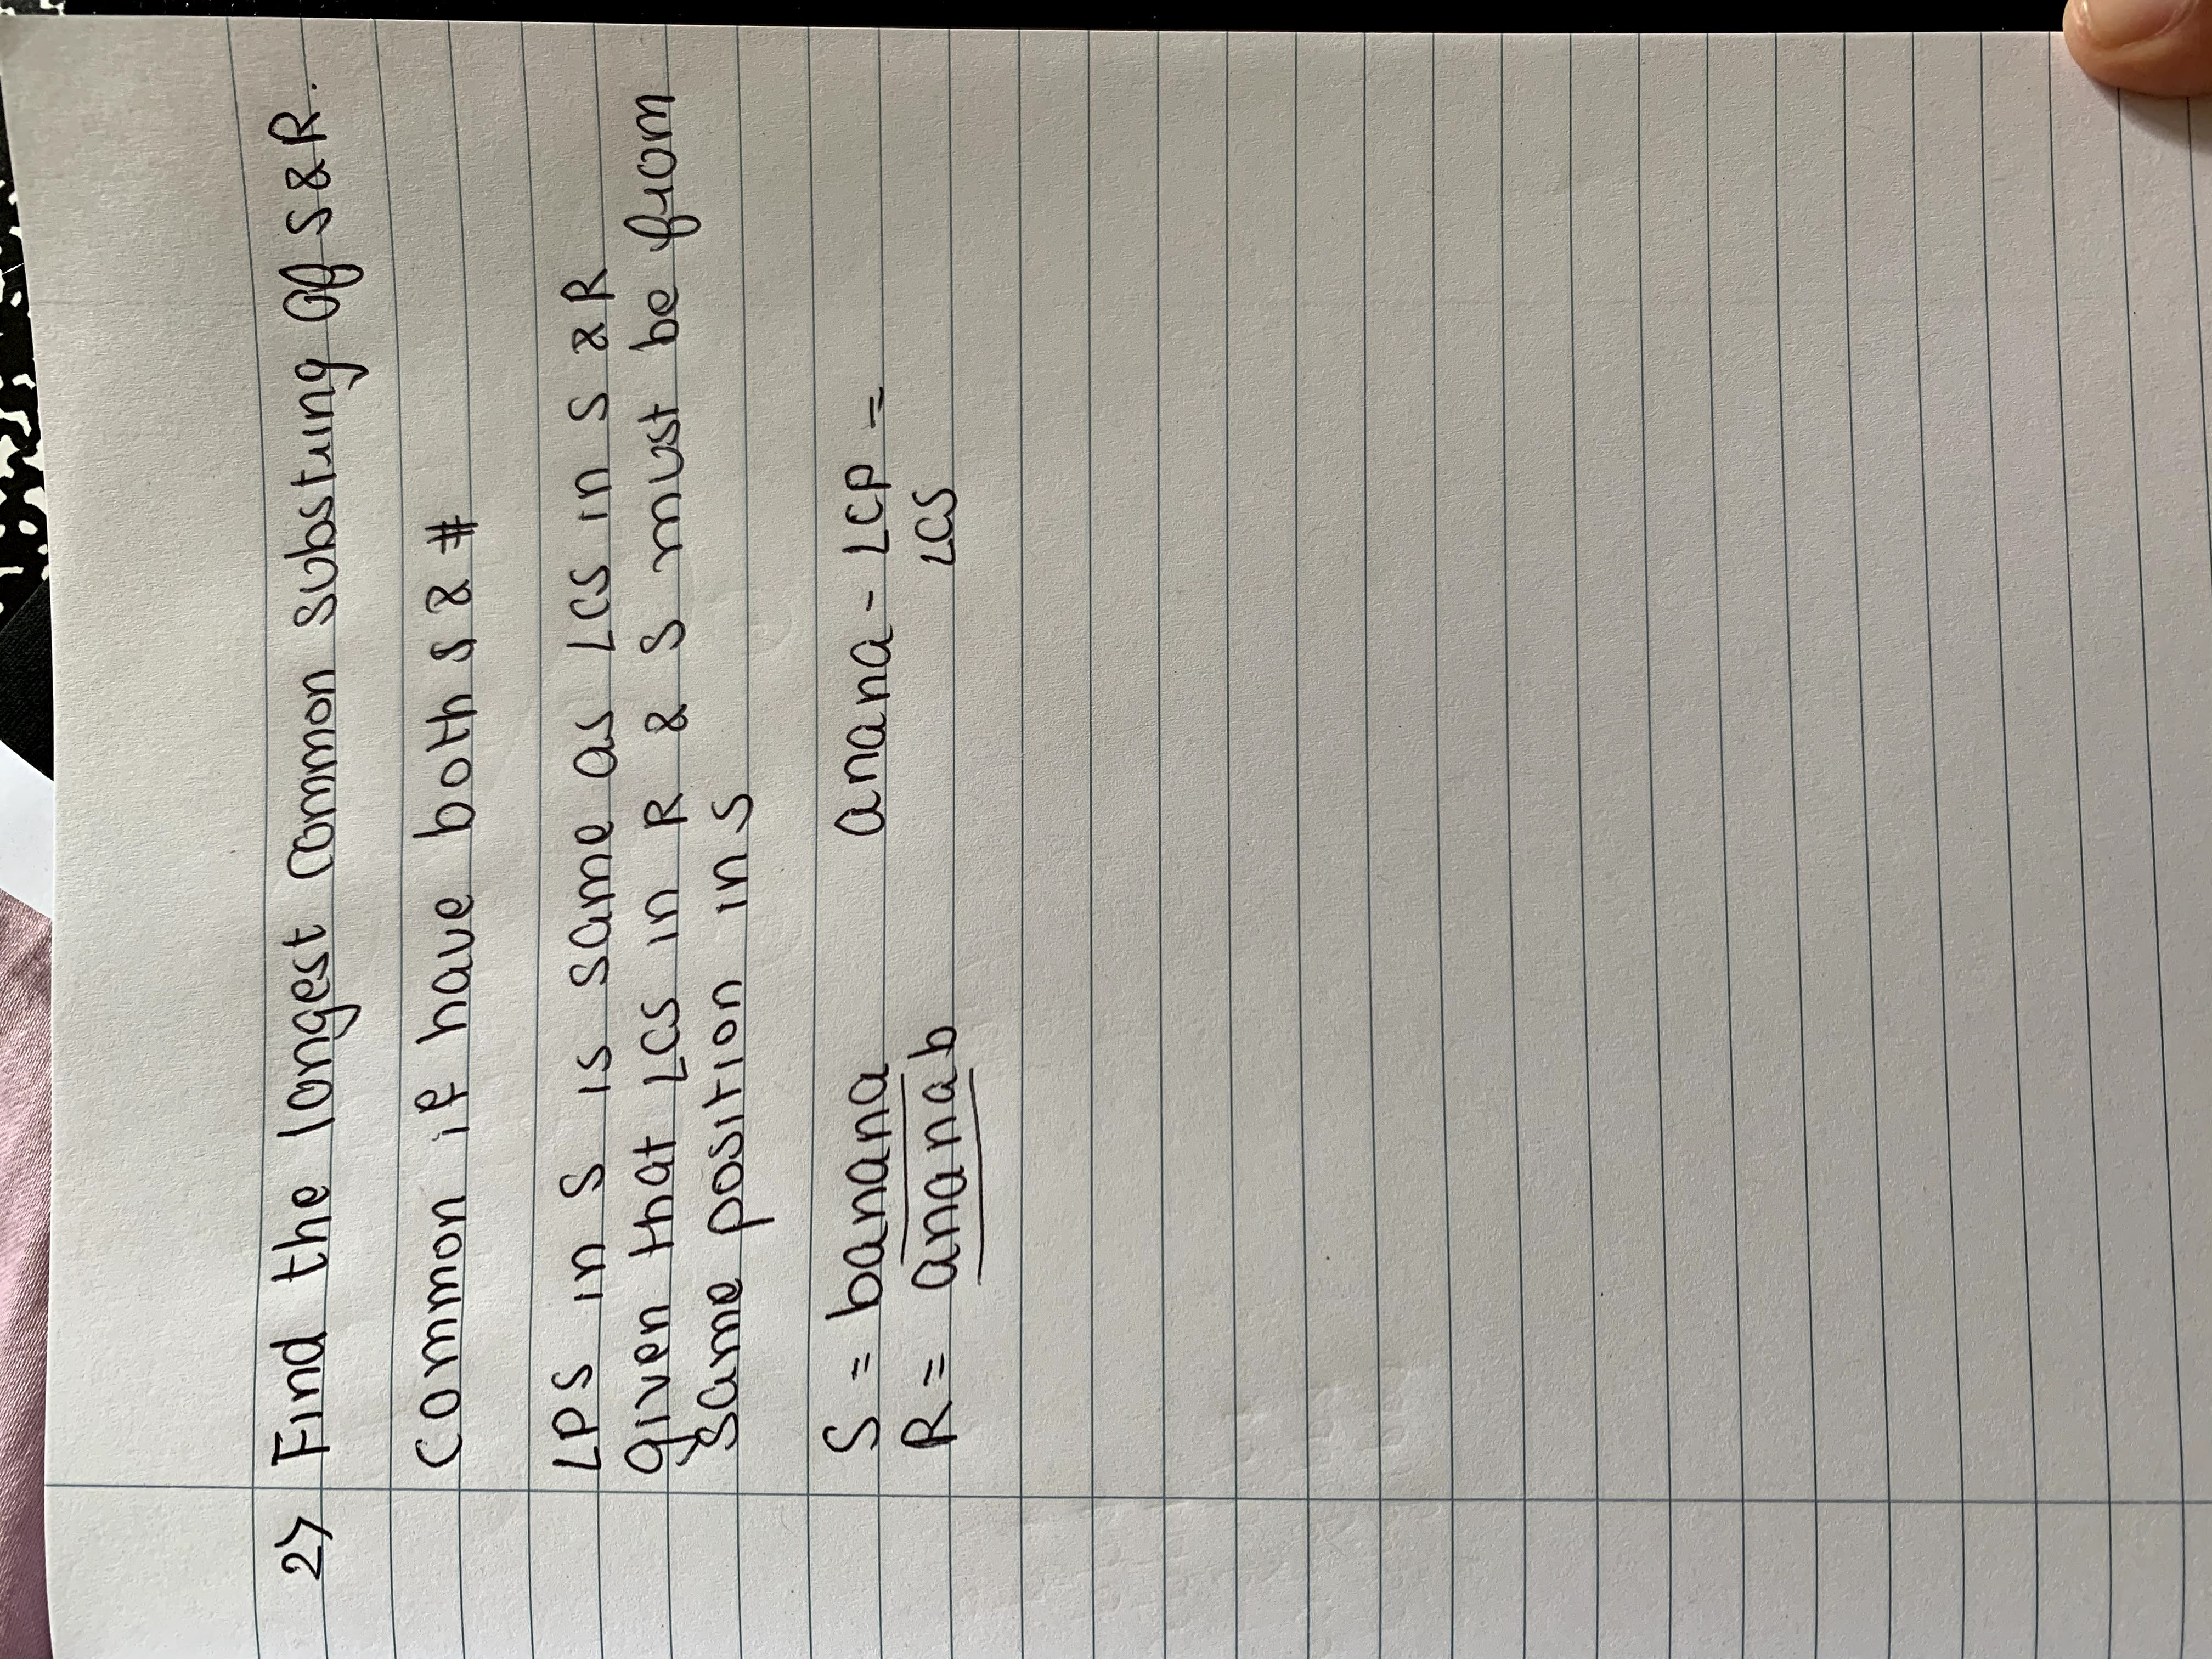 2) Find the longest common substring of S & R.
common if have both $ & #
LPS in S is same as LCS in S & R
given that LCS in R & S must be from
same position in S
S = banana anana - LCP =
R = ananab LCS